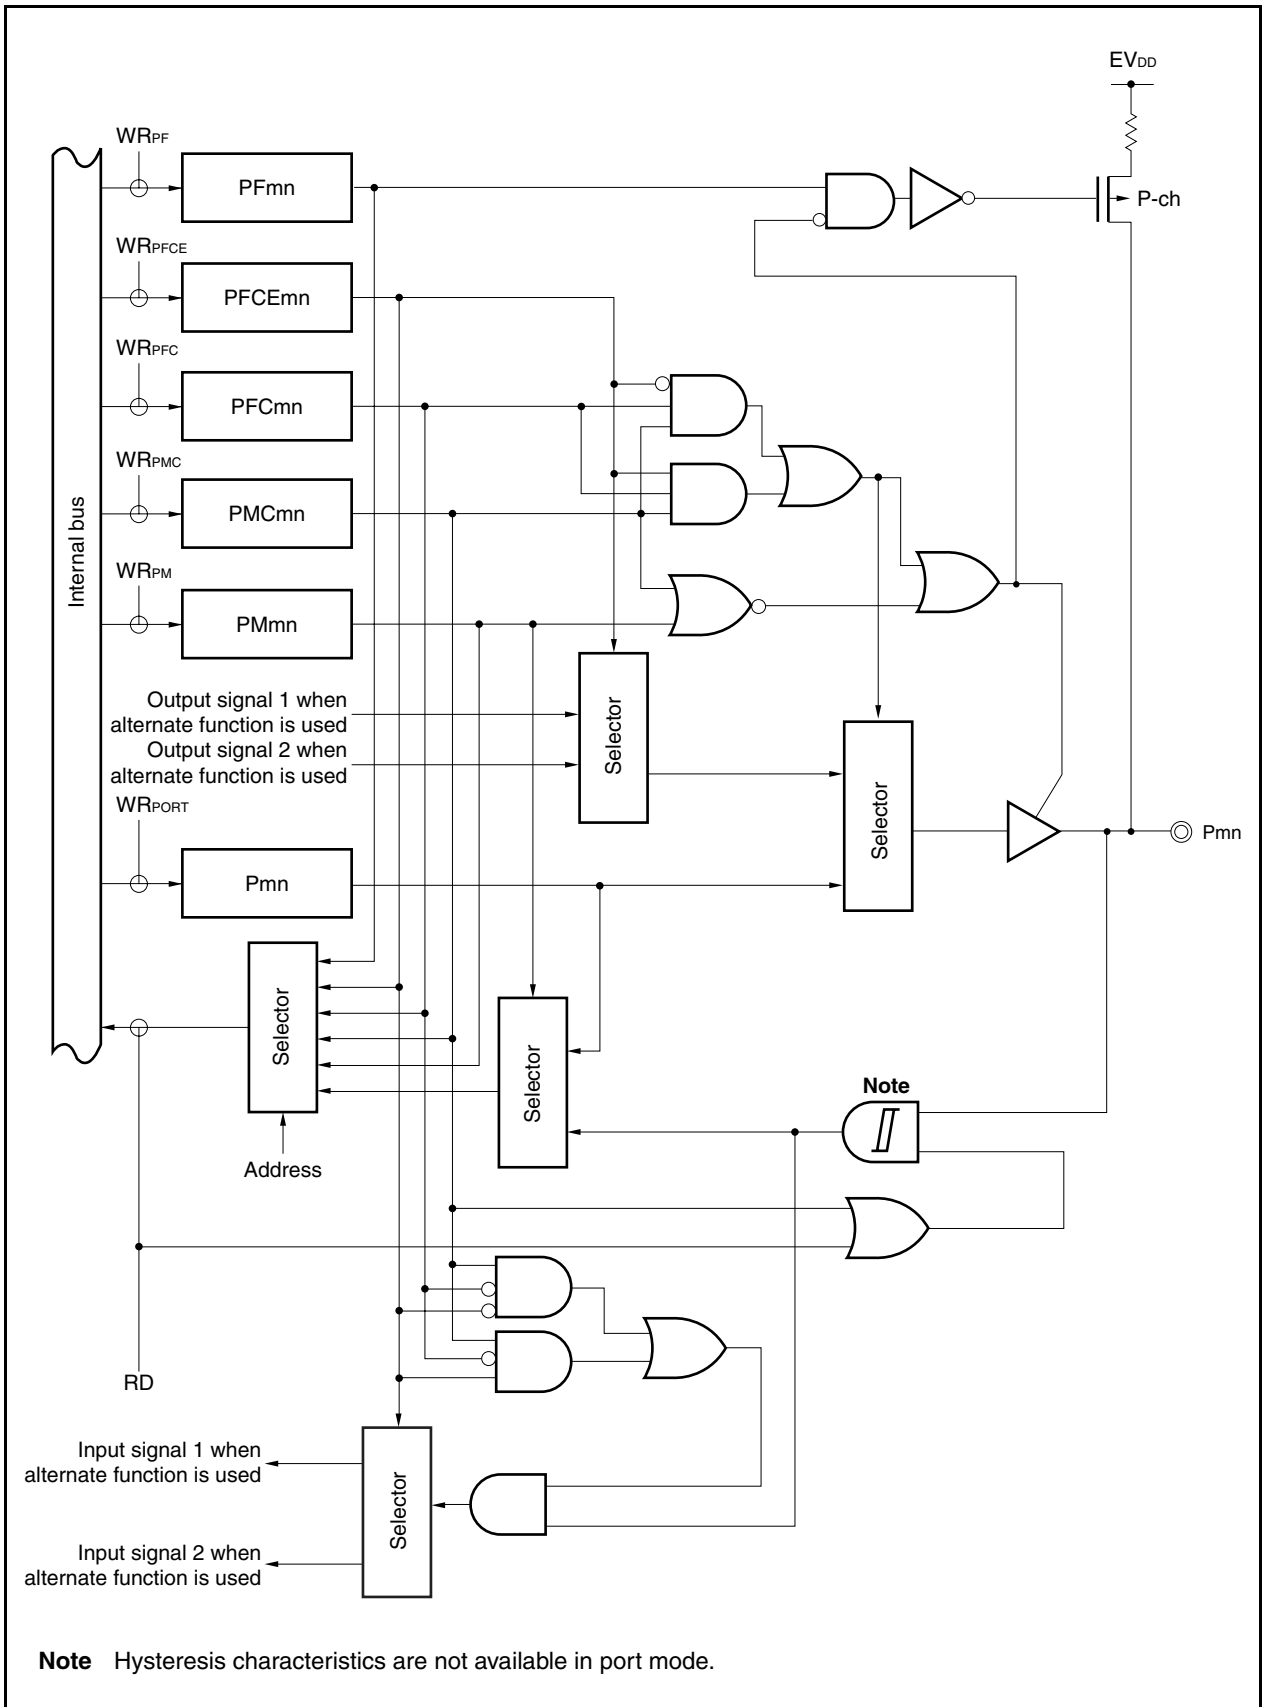 EVDD
WRPF
PFmn
P-ch
WRPFCE
PFCEmn
WRPFC
PFCmn
WRPMC
PMCmn
Internal bus
WRPM
PMmn
Output signal 1 when
alternate function is used
Output signal 2 when
alternate function is used
Selector
WRPORT
Selector
Pmn
Pmn
Selector
Selector
Note
Address
RD
Input signal 1 when
alternate function is used
Selector
Input signal 2 when
alternate function is used
Note Hysteresis characteristics are not available in port mode.